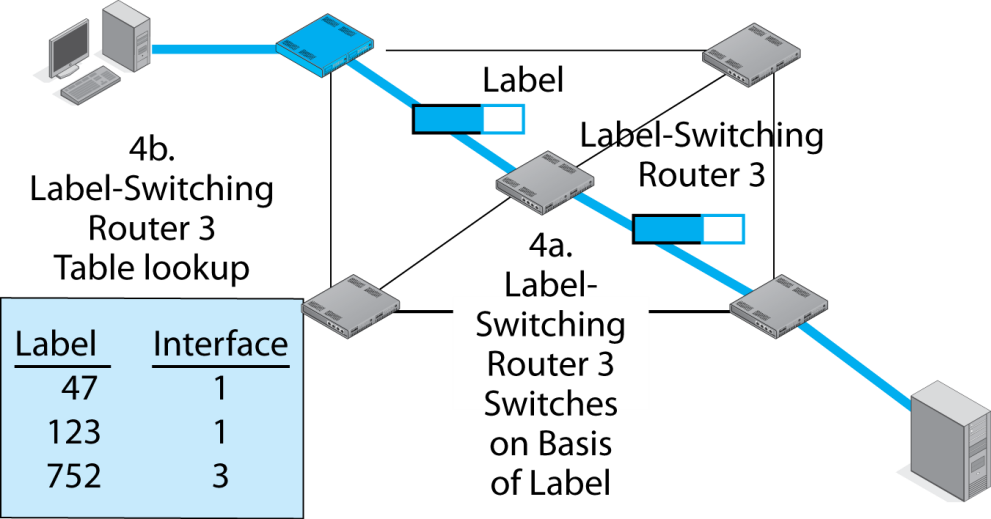 Label
Label-Switching
Router 3
4b.
Label-Switching
Router 3
Table lookup
4a.
Label-
Switching
Router 3
Switches
on Basis
of Label
Label Interface
47 1
123 1
752 3